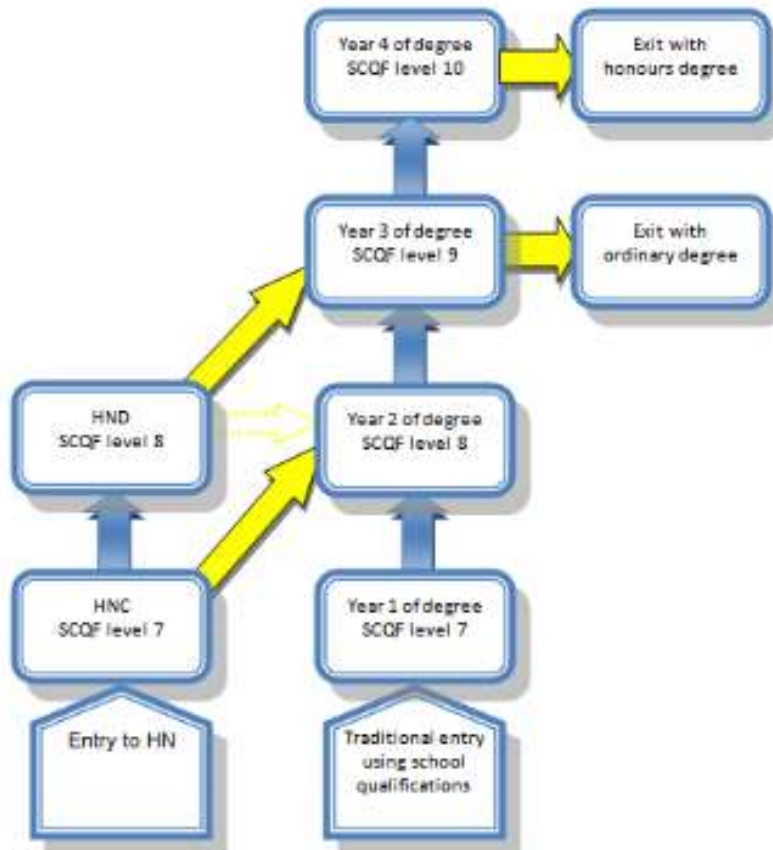 Year 4 of degree
SCQF level 10
Exit with
honours degree
Year 3 of degree
SCQF level 9
Exit with
ordinary degree
HND
SCQF level 8
Year 2 of degree
SCQF level 8
HNC
SCQF level 7
Year 1 of degree
SCQF level 7
Entry to HN
Traditional entry
using school
qualifications